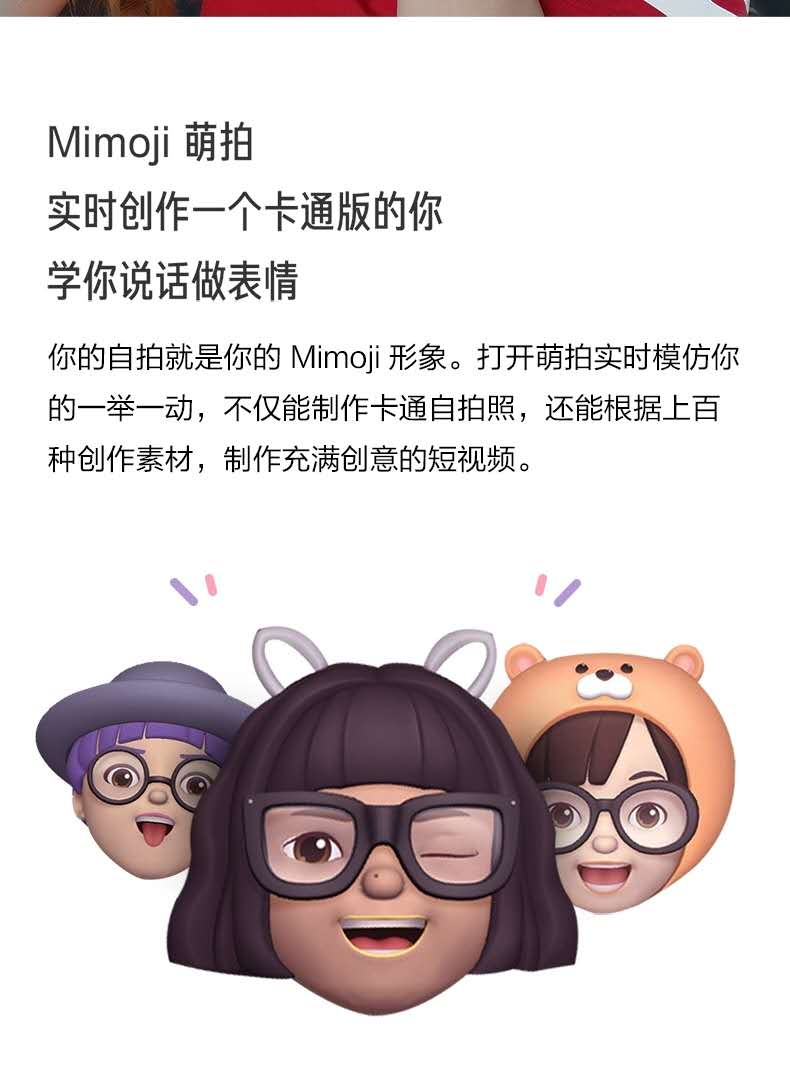 Mimoji 萌拍
实时创作一个卡通版的你
学你说话做表情
你的自拍就是你的 Mimoji 形象。打开萌拍实时模仿你
的一举一动，不仅能制作卡通自拍照，还能根据上百
种创作素材，制作充满创意的短视频。